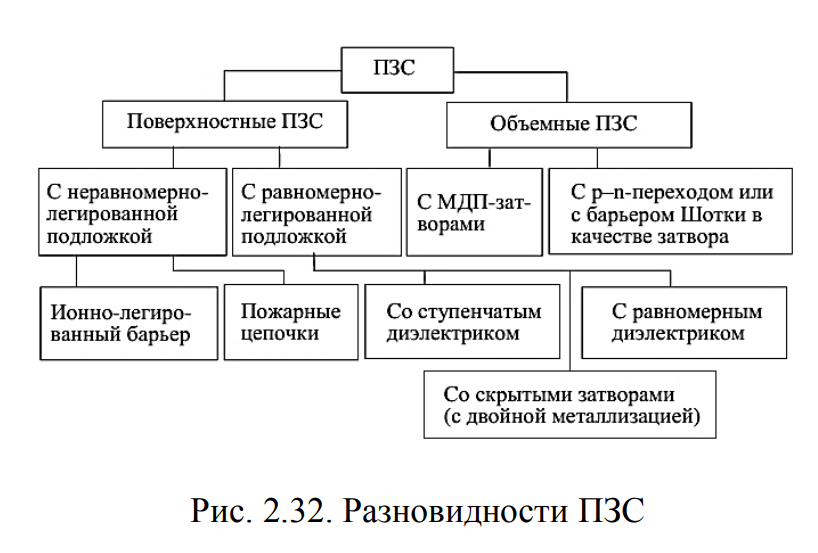 ПЗС
Поверхностные ПЗС
Объемные ПЗС
С неравномерно-
легированной
подложкой
С равномерно-
легированной
подложкой
С МДП-зат-
ворами
С р–n-переходом или
с барьером Шотки в
качестве затвора
Ионно-легиро-
ванный барьер
Пожарные
цепочки
Со ступенчатым
диэлектриком
С равномерным
диэлектриком
Со скрытыми затворами
(с двойной металлизацией)
Рис. 2.32. Разновидности ПЗС